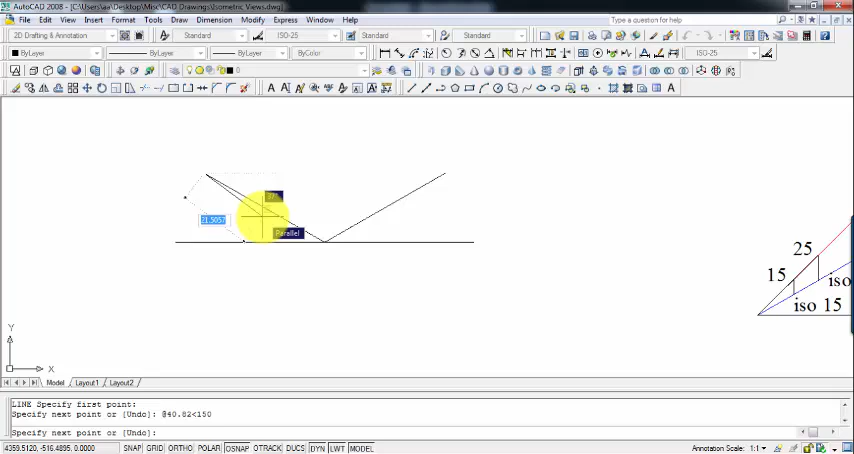 AutoCAD 2008 - [C:\Users\aa\Desktop\Misc\CAD Drawings\Isometric Views.dwg]
File Edit View Insert Format Tools Draw Dimension Modify Express Window Help
Type a question for help
2D Drafting & Annotation Standard ISO-25 Standard Standard
ByLayer ByLayer ByColor ISO-25
0
37
21.5057
Parallel
25
15
iso
iso 15
Y
X
Model Layout1 Layout2
LINE Specify first point:
Specify next point or [Undo]: @40.82<150
Specify next point or [Undo]:
4359.5120, -516.4895, 0.0000 SNAP GRID ORTHO POLAR OSNAP OTRACK DUCS DYN LWT MODEL Annotation Scale: 1:1